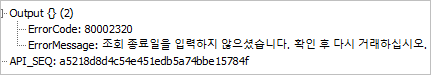 Output {} (2)
ErrorCode: 80002320
ErrorMessage: 조회 종료일을 입력하지 않으셨습니다. 확인 후 다시 거래하십시오.
API_SEQ: a5218d8d4c54e451edb5a74bbe15784f